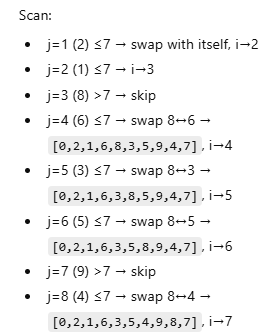 Scan:
• j=1 (2) ≤7 → swap with itself, i→2
• j=2 (1) ≤7 → i→3
• j=3 (8) >7 → skip
• j=4 (6) ≤7 → swap 8↔6 →
[0,2,1,6,8,3,5,9,4,7] , i→4
• j=5 (3) ≤7 → swap 8↔3 →
[0,2,1,6,3,8,5,9,4,7] , i→5
• j=6 (5) ≤7 → swap 8↔5 →
[0,2,1,6,3,5,8,9,4,7] , i→6
• j=7 (9) >7 → skip
• j=8 (4) ≤7 → swap 8↔4 →
[0,2,1,6,3,5,4,9,8,7] , i→7